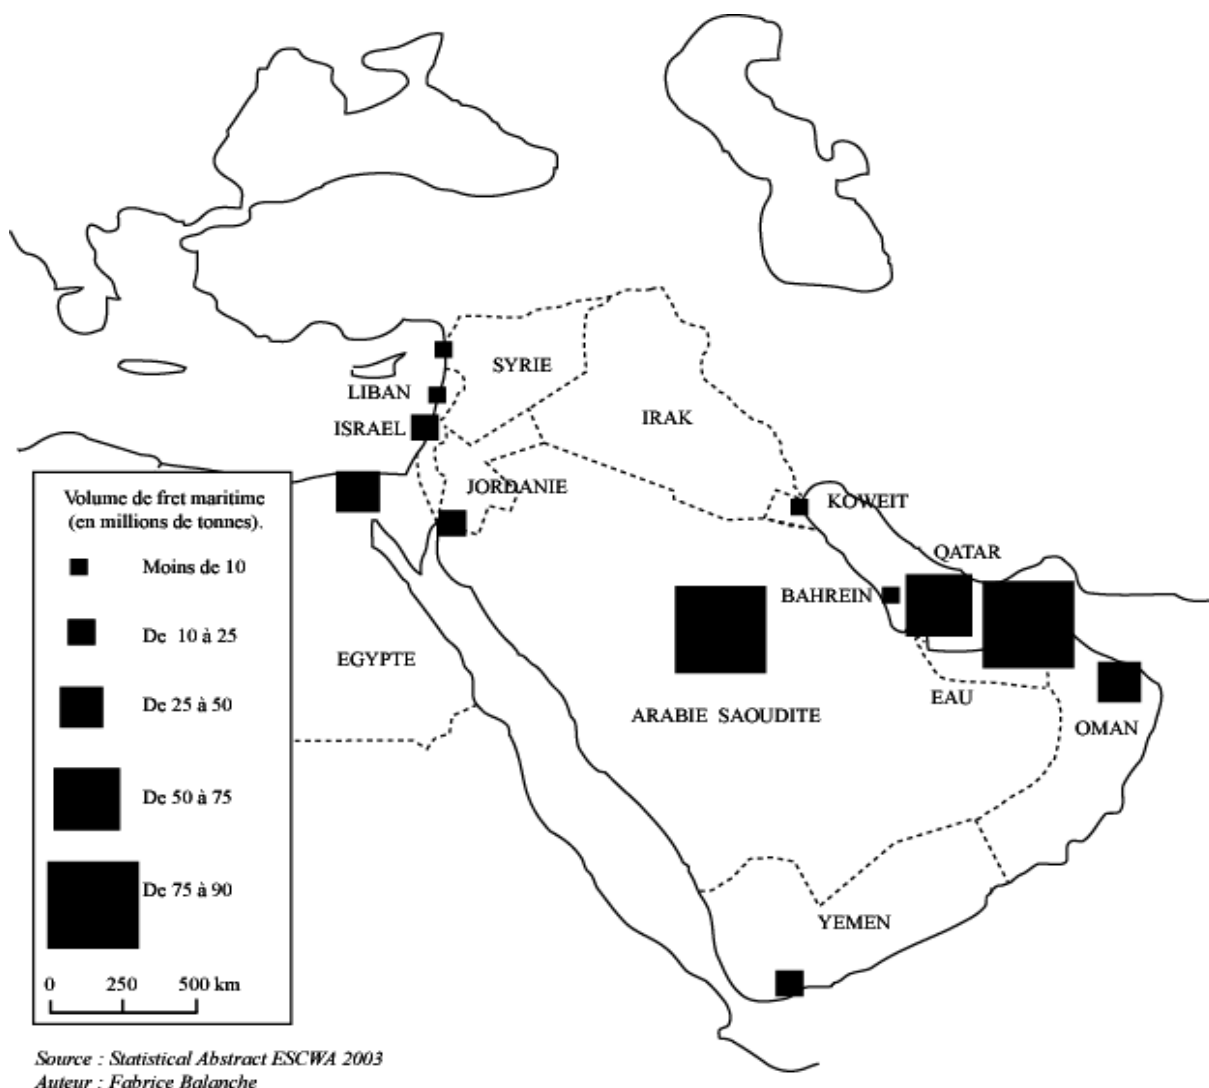 SYRIE
LIBAN
IRAK
ISRAEL
JORDANIE
KOWEIT
QATAR
BAHREIN
EGYPTE
EAU
ARABIE SAOUDITE
OMAN
YEMEN
Volume de fret maritime
(en millions de tonnes).
Moins de 10
De 10 à 25
De 25 à 50
De 50 à 75
De 75 à 90
0 250 500 km
Source : Statistical Abstract ESCWA 2003
Auteur : Fabrice Balanche